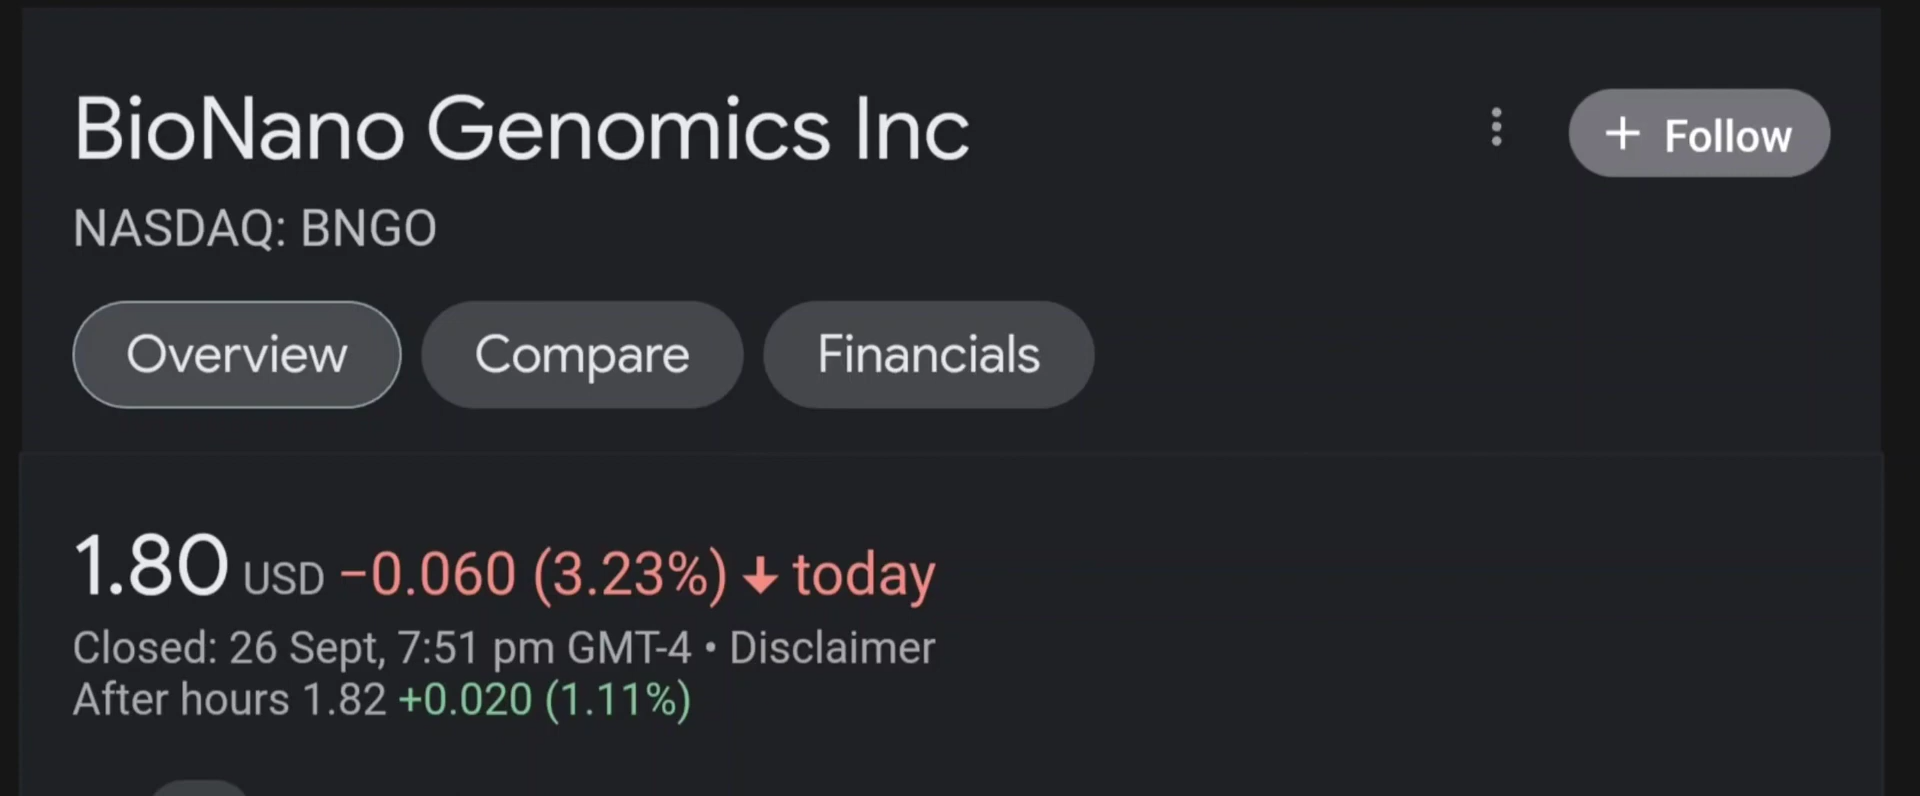 BioNano Genomics Inc
+ Follow
NASDAQ: BNGO
Overview
Compare
Financials
1.80 USD −0.060 (3.23%) ↓ today
Closed: 26 Sept, 7:51 pm GMT-4 • Disclaimer
After hours 1.82 +0.020 (1.11%)